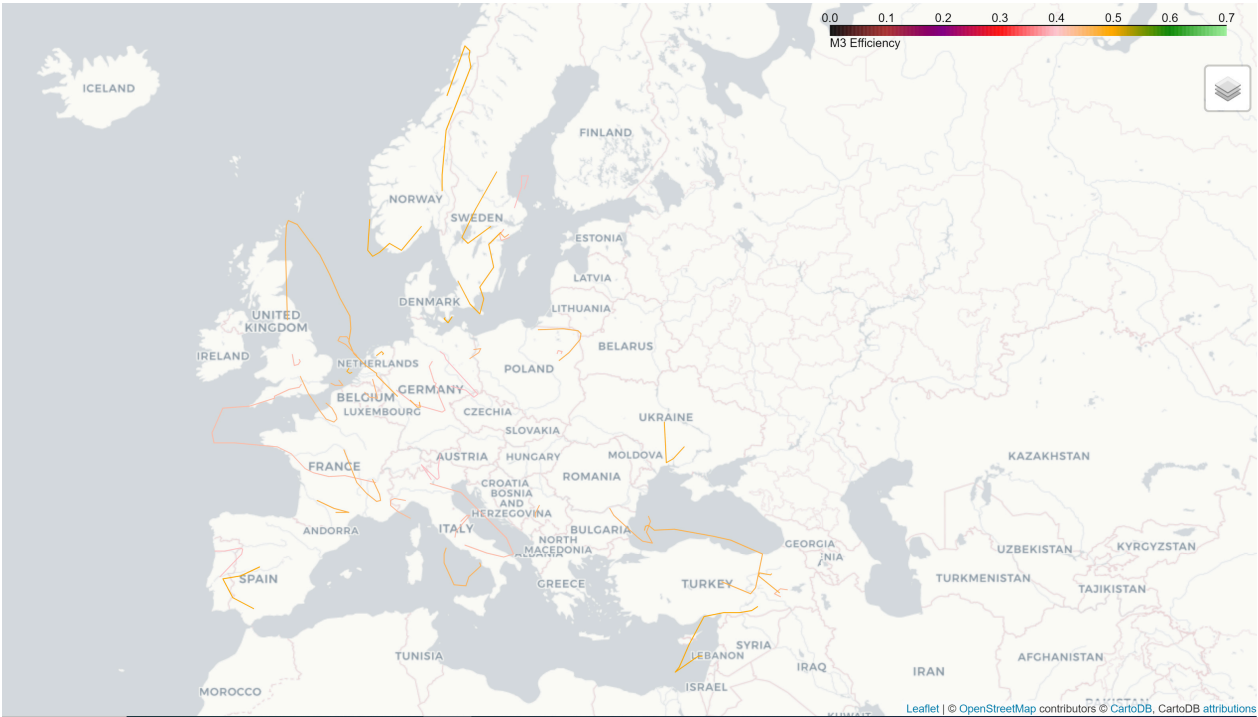 0.0 0.1 0.2 0.3 0.4 0.5 0.6 0.7
M3 Efficiency
ICELAND
FINLAND
NORWAY
SWEDEN
ESTONIA
LATVIA
DENMARK
LITHUANIA
UNITED
KINGDOM
IRELAND
BELARUS
NETHERLANDS
POLAND
GERMANY
BELGIUM
LUXEMBOURG
CZECHIA
UKRAINE
SLOVAKIA
AUSTRIA
HUNGARY
MOLDOVA
KAZAKHSTAN
FRANCE
ROMANIA
CROATIA
BOSNIA
AND
HERZEGOVINA
ANDORRA
ITALY
BULGARIA
NORTH
MACEDONIA
ALBANIA
GEORGIA
UZBEKISTAN
KYRGYZSTAN
SPAIN
GREECE
TURKEY
TURKMENISTAN
TAJIKISTAN
SYRIA
TUNISIA
LEBANON
IRAQ
IRAN
AFGHANISTAN
MOROCCO
ISRAEL
Leaflet | © OpenStreetMap contributors © CartoDB, CartoDB attributions